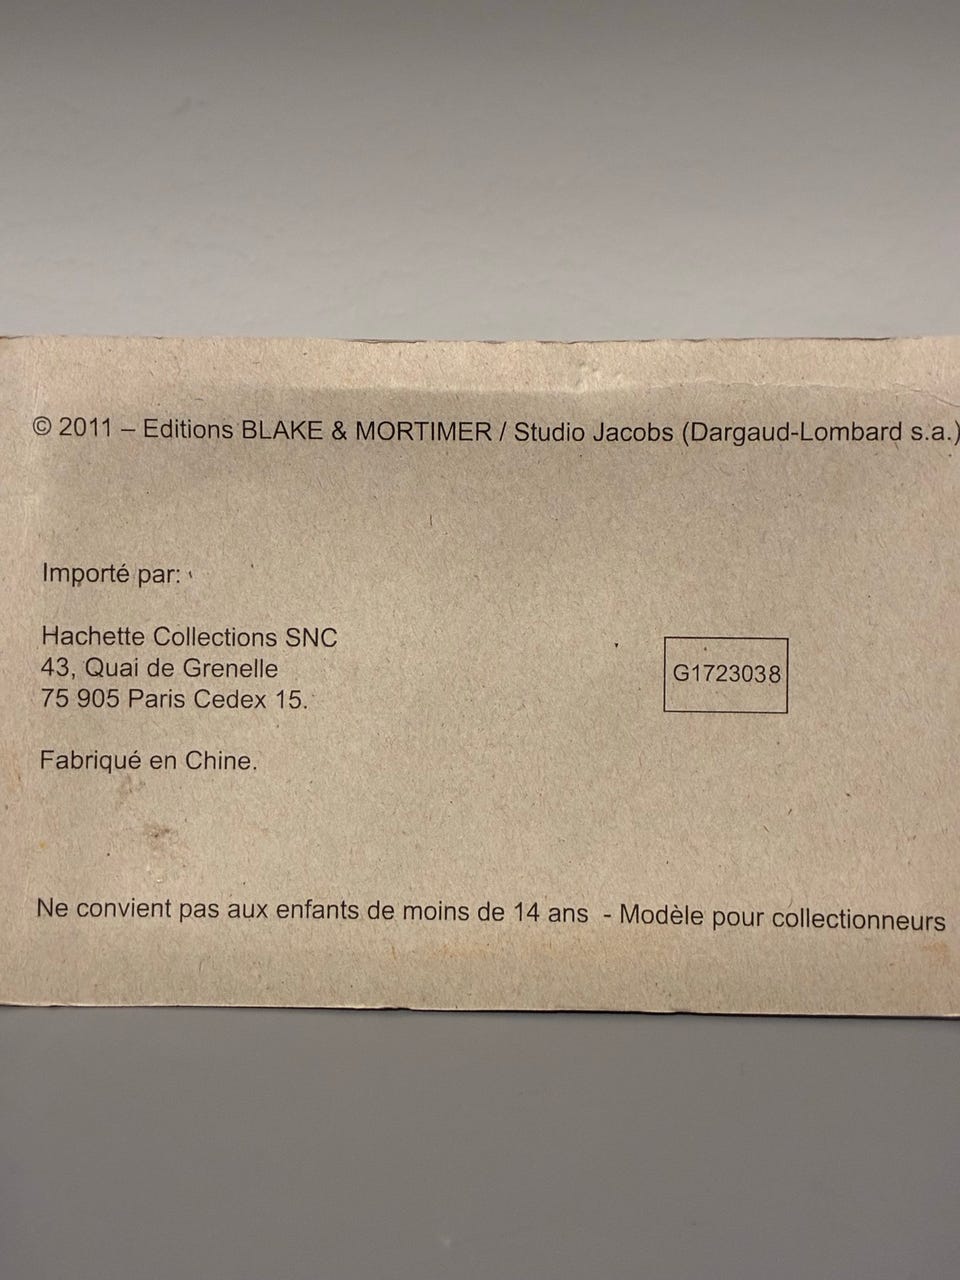 © 2011 – Editions BLAKE & MORTIMER / Studio Jacobs (Dargaud-Lombard s.a.)
Importé par:
Hachette Collections SNC
43, Quai de Grenelle
75 905 Paris Cedex 15.
G1723038
Fabriqué en Chine.
Ne convient pas aux enfants de moins de 14 ans - Modèle pour collectionneurs